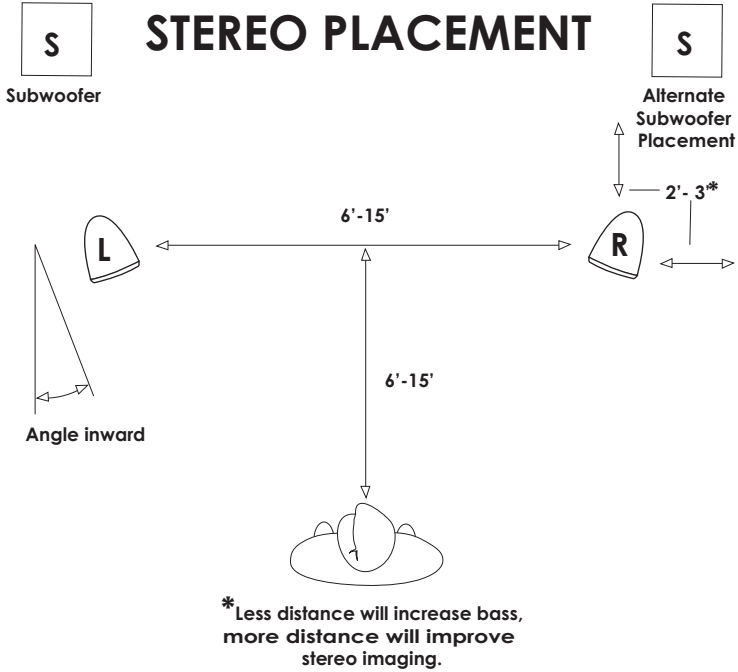 S
STEREO PLACEMENT
S
Subwoofer
Alternate
Subwoofer
Placement
2'- 3'*
6'-15'
L
R
6'-15'
Angle inward
*Less distance will increase bass,
more distance will improve
stereo imaging.